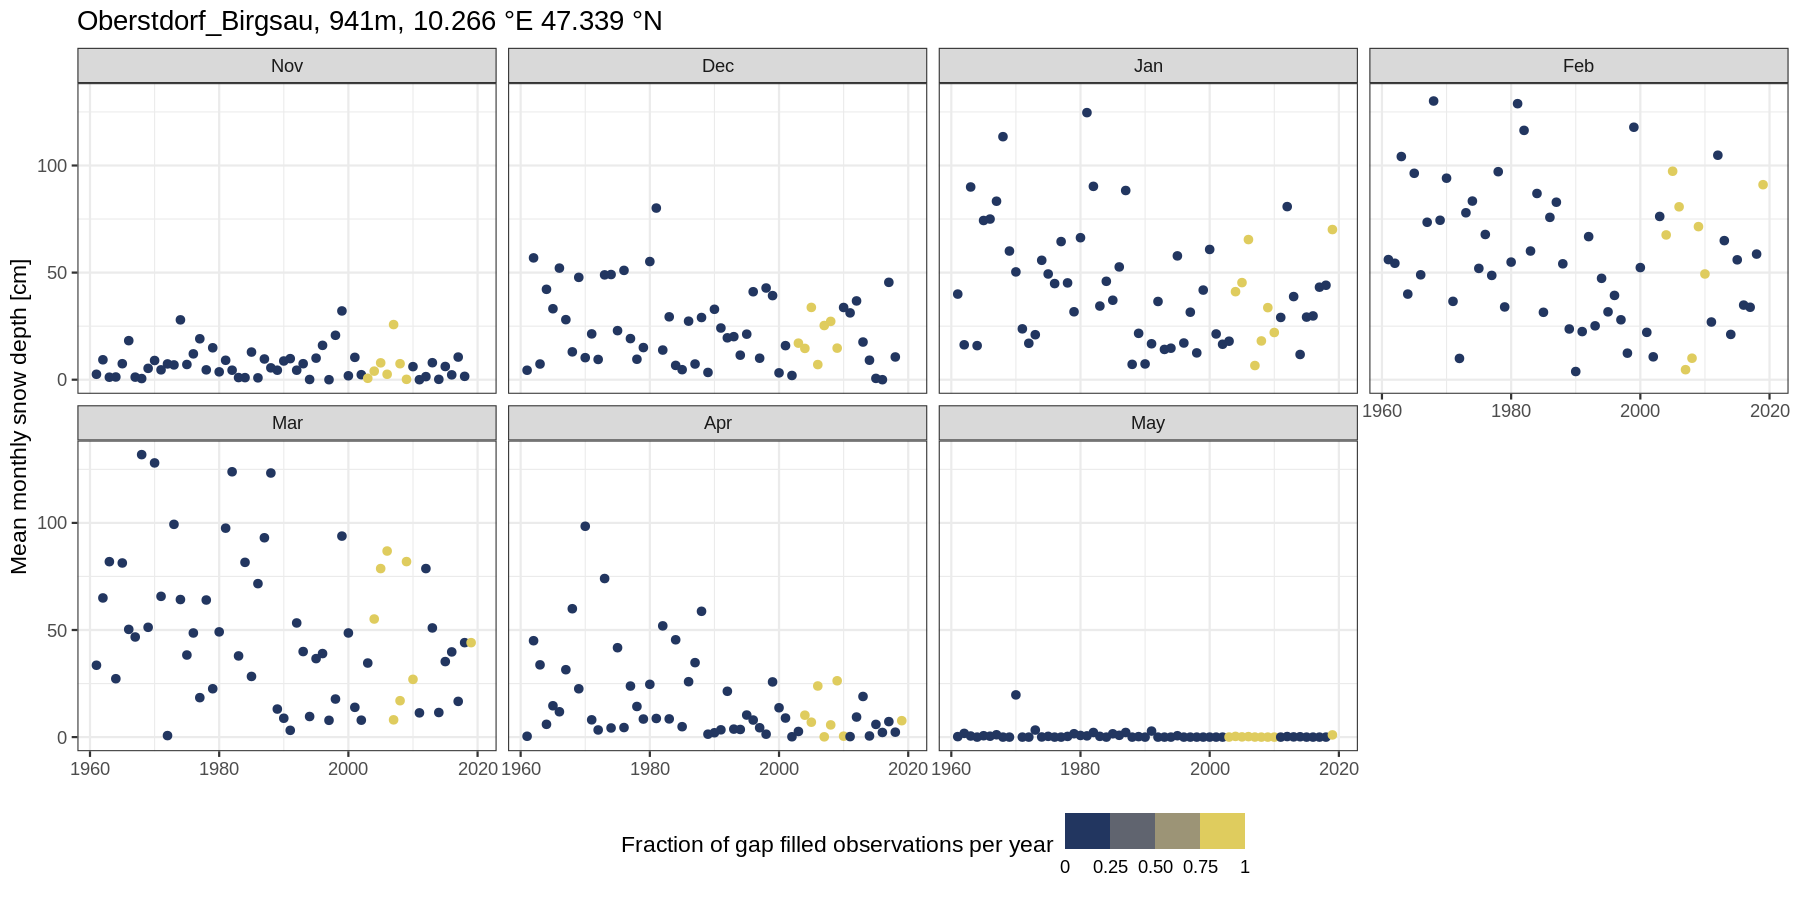 Oberstdorf_Birgsau, 941m, 10.266 °E 47.339 °N
Nov Dec Jan Feb
Mean monthly snow depth [cm]
100
50
0
1960 1980 2000 2020
Mar Apr May
100
50
0
1960 1980 2000 2020 1960 1980 2000 2020 1960 1980 2000 2020
Fraction of gap filled observations per year
0 0.25 0.50 0.75 1